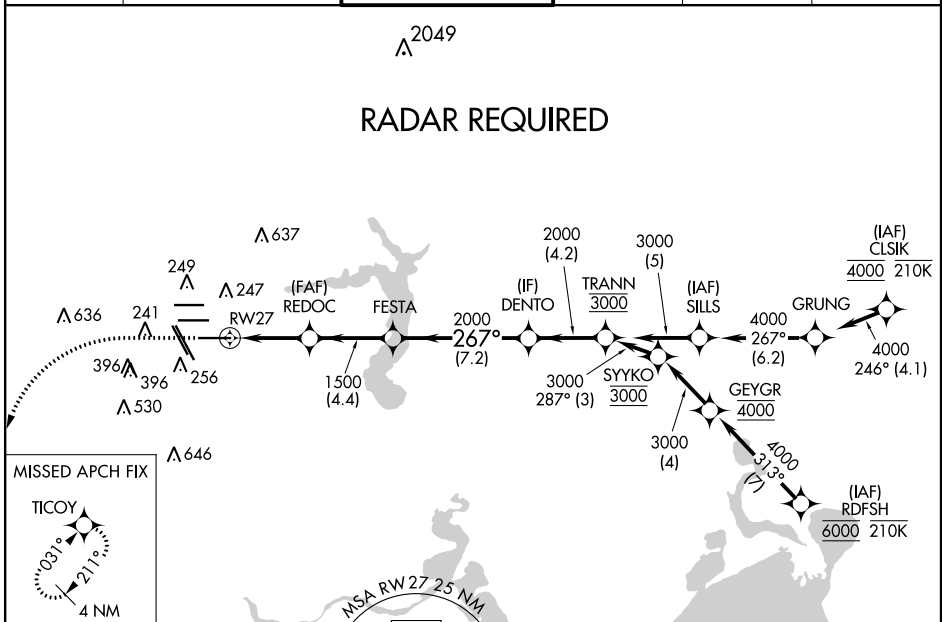 2049
RADAR REQUIRED
637
249
247
636
241
RW27
396
396
256
530
646
(FAF)
REDOC
FESTA
1500
(4.4)
2000
267°
(7.2)
(IF)
DENTO
2000
(4.2)
TRANN
3000
3000
(5)
(IAF)
SILLS
4000
267°
(6.2)
GRUNG
(IAF)
CLSIK
4000 210K
4000
246° (4.1)
3000
287° (3)
SYYKO
3000
GEYGR
4000
3000
(4)
4000
313°
(7)
(IAF)
RDFSH
6000 210K
MISSED APCH FIX
TICOY
031°
211°
4 NM
MSA RW27 25 NM